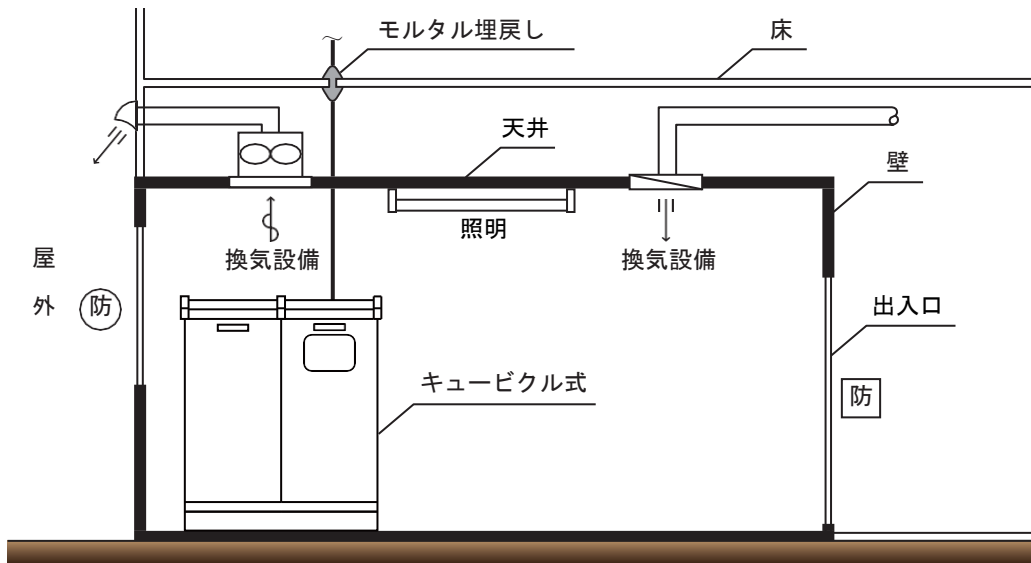 モルタル埋戻し
床
天井
壁
照明
換気設備
換気設備
屋
外
防
出入口
キュービクル式
防